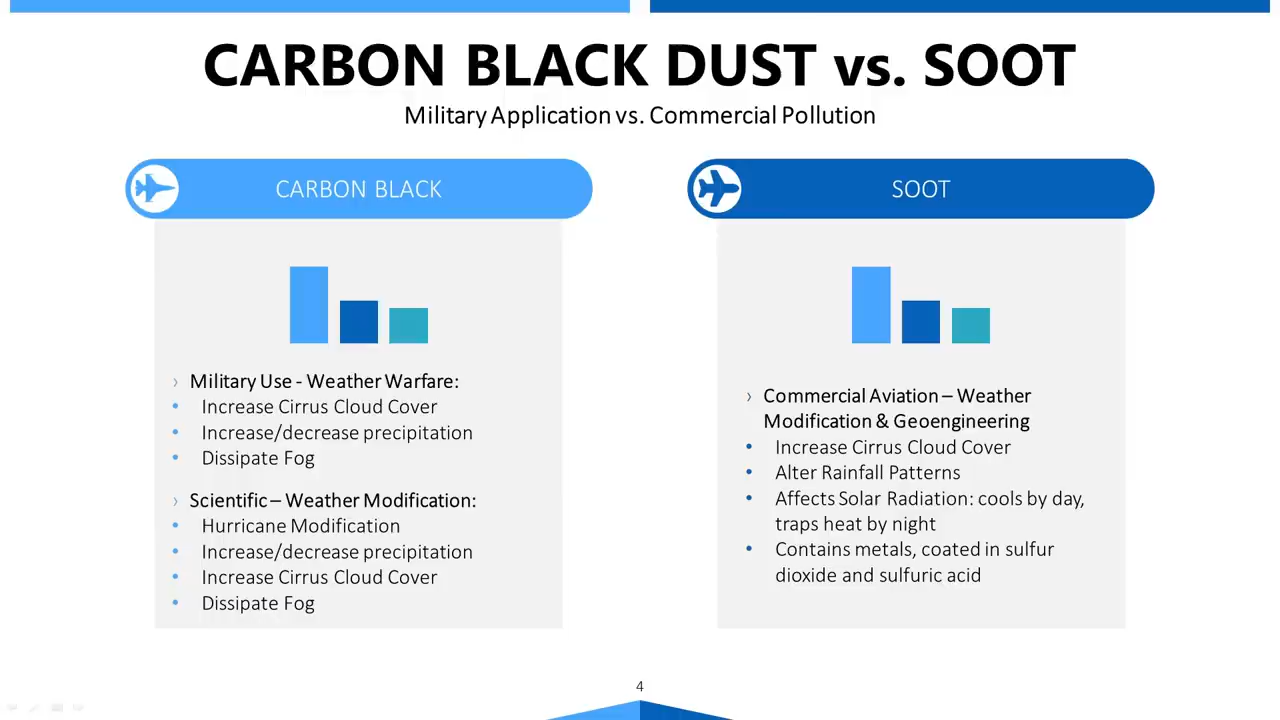 CARBON BLACK DUST vs. SOOT
Military Application vs. Commercial Pollution
CARBON BLACK
› Military Use - Weather Warfare:
• Increase Cirrus Cloud Cover
• Increase/decrease precipitation
• Dissipate Fog
› Scientific – Weather Modification:
• Hurricane Modification
• Increase/decrease precipitation
• Increase Cirrus Cloud Cover
• Dissipate Fog
SOOT
› Commercial Aviation – Weather
Modification & Geoengineering
• Increase Cirrus Cloud Cover
• Alter Rainfall Patterns
• Affects Solar Radiation: cools by day,
traps heat by night
• Contains metals, coated in sulfur
dioxide and sulfuric acid
4